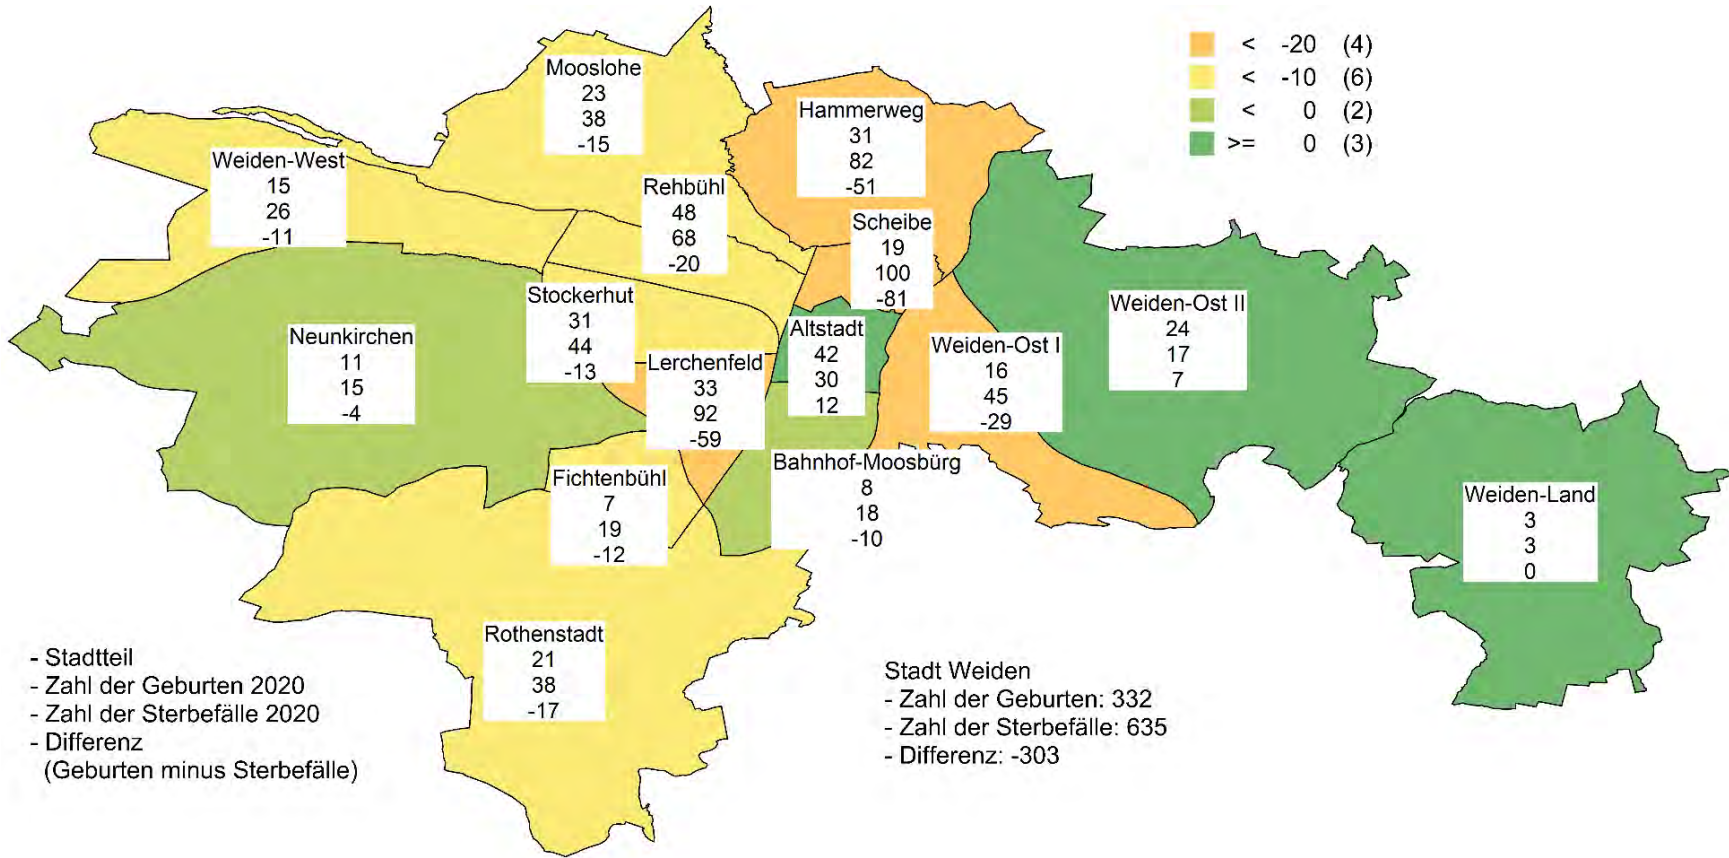 Mooslohe
23
38
-15
Hammerweg
31
82
-51
< -20 (4)
< -10 (6)
< 0 (2)
>= 0 (3)
Weiden-West
15
26
-11
Rehbühl
48
68
-20
Scheibe
19
100
-81
Stockerhut
31
44
-13
Neunkirchen
11
15
-4
Lerchenfeld
33
92
-59
Altstadt
42
30
12
Weiden-Ost I
16
45
-29
Weiden-Ost II
24
17
7
Fichtenbühl
7
19
-12
Bahnhof-Moosbürg
8
18
-10
Weiden-Land
3
3
0
Rothenstadt
21
38
-17
- Stadtteil
- Zahl der Geburten 2020
- Zahl der Sterbefälle 2020
- Differenz
(Geburten minus Sterbefälle)
Stadt Weiden
- Zahl der Geburten: 332
- Zahl der Sterbefälle: 635
- Differenz: -303